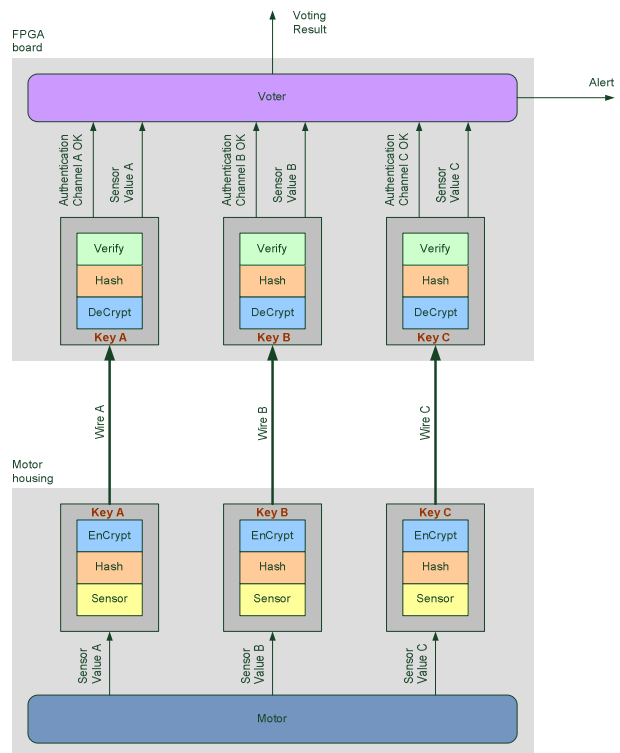 Voting
Result
FPGA
board
Alert
Voter
Authentication
Channel A OK
Sensor
Value A
Authentication
Channel B OK
Sensor
Value B
Authentication
Channel C OK
Sensor
Value C
Verify
Hash
DeCrypt
Key A
Verify
Hash
DeCrypt
Key B
Verify
Hash
DeCrypt
Key C
Wire A
Wire B
Wire C
Motor
housing
Key A
EnCrypt
Hash
Sensor
Key B
EnCrypt
Hash
Sensor
Key C
EnCrypt
Hash
Sensor
Sensor
Value A
Sensor
Value B
Sensor
Value C
Motor